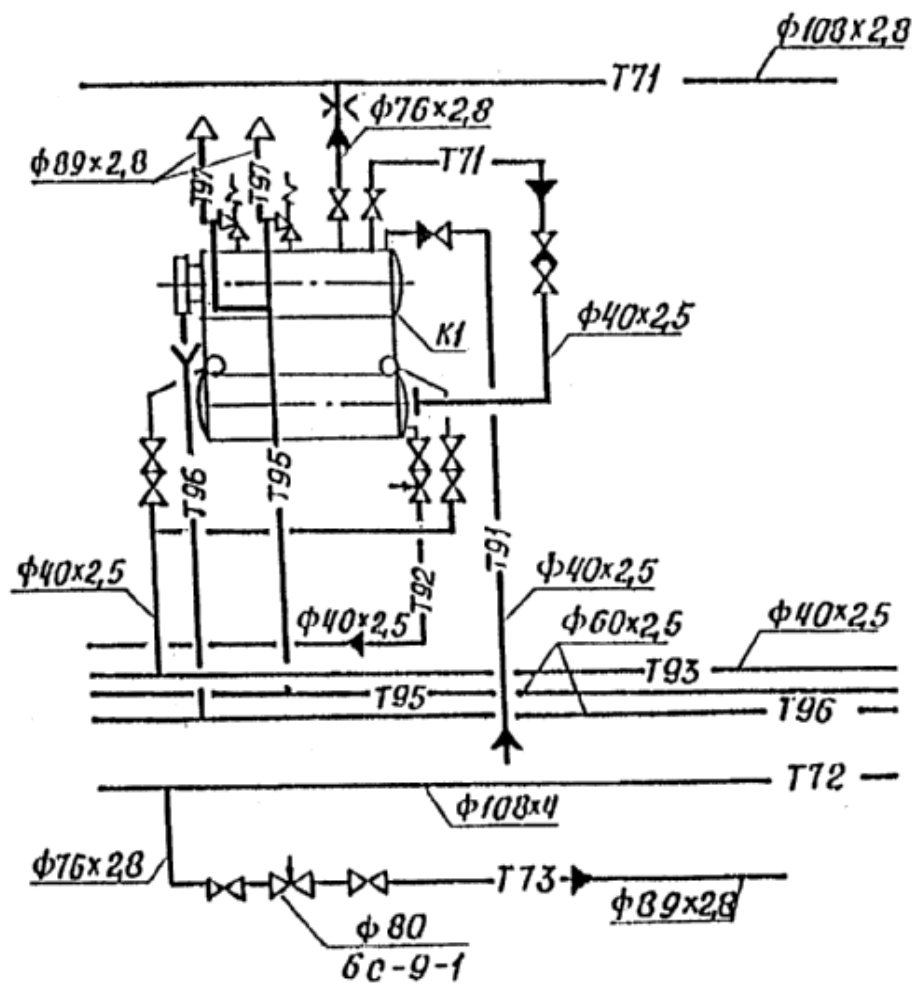 ф108×2,8
Т71
ф76×2,8
ф89×2,8
Т97
Т97
Т71
К1
ф40×2,5
Т96
Т95
Т92
Т91
ф40×2,5
ф40×2,5
ф40×2,5
ф60×2,5
ф40×2,5
Т93
Т95
Т96
Т72
ф108×4
ф76×2,8
Т73
ф89×2,8
ф80
6с-9-1